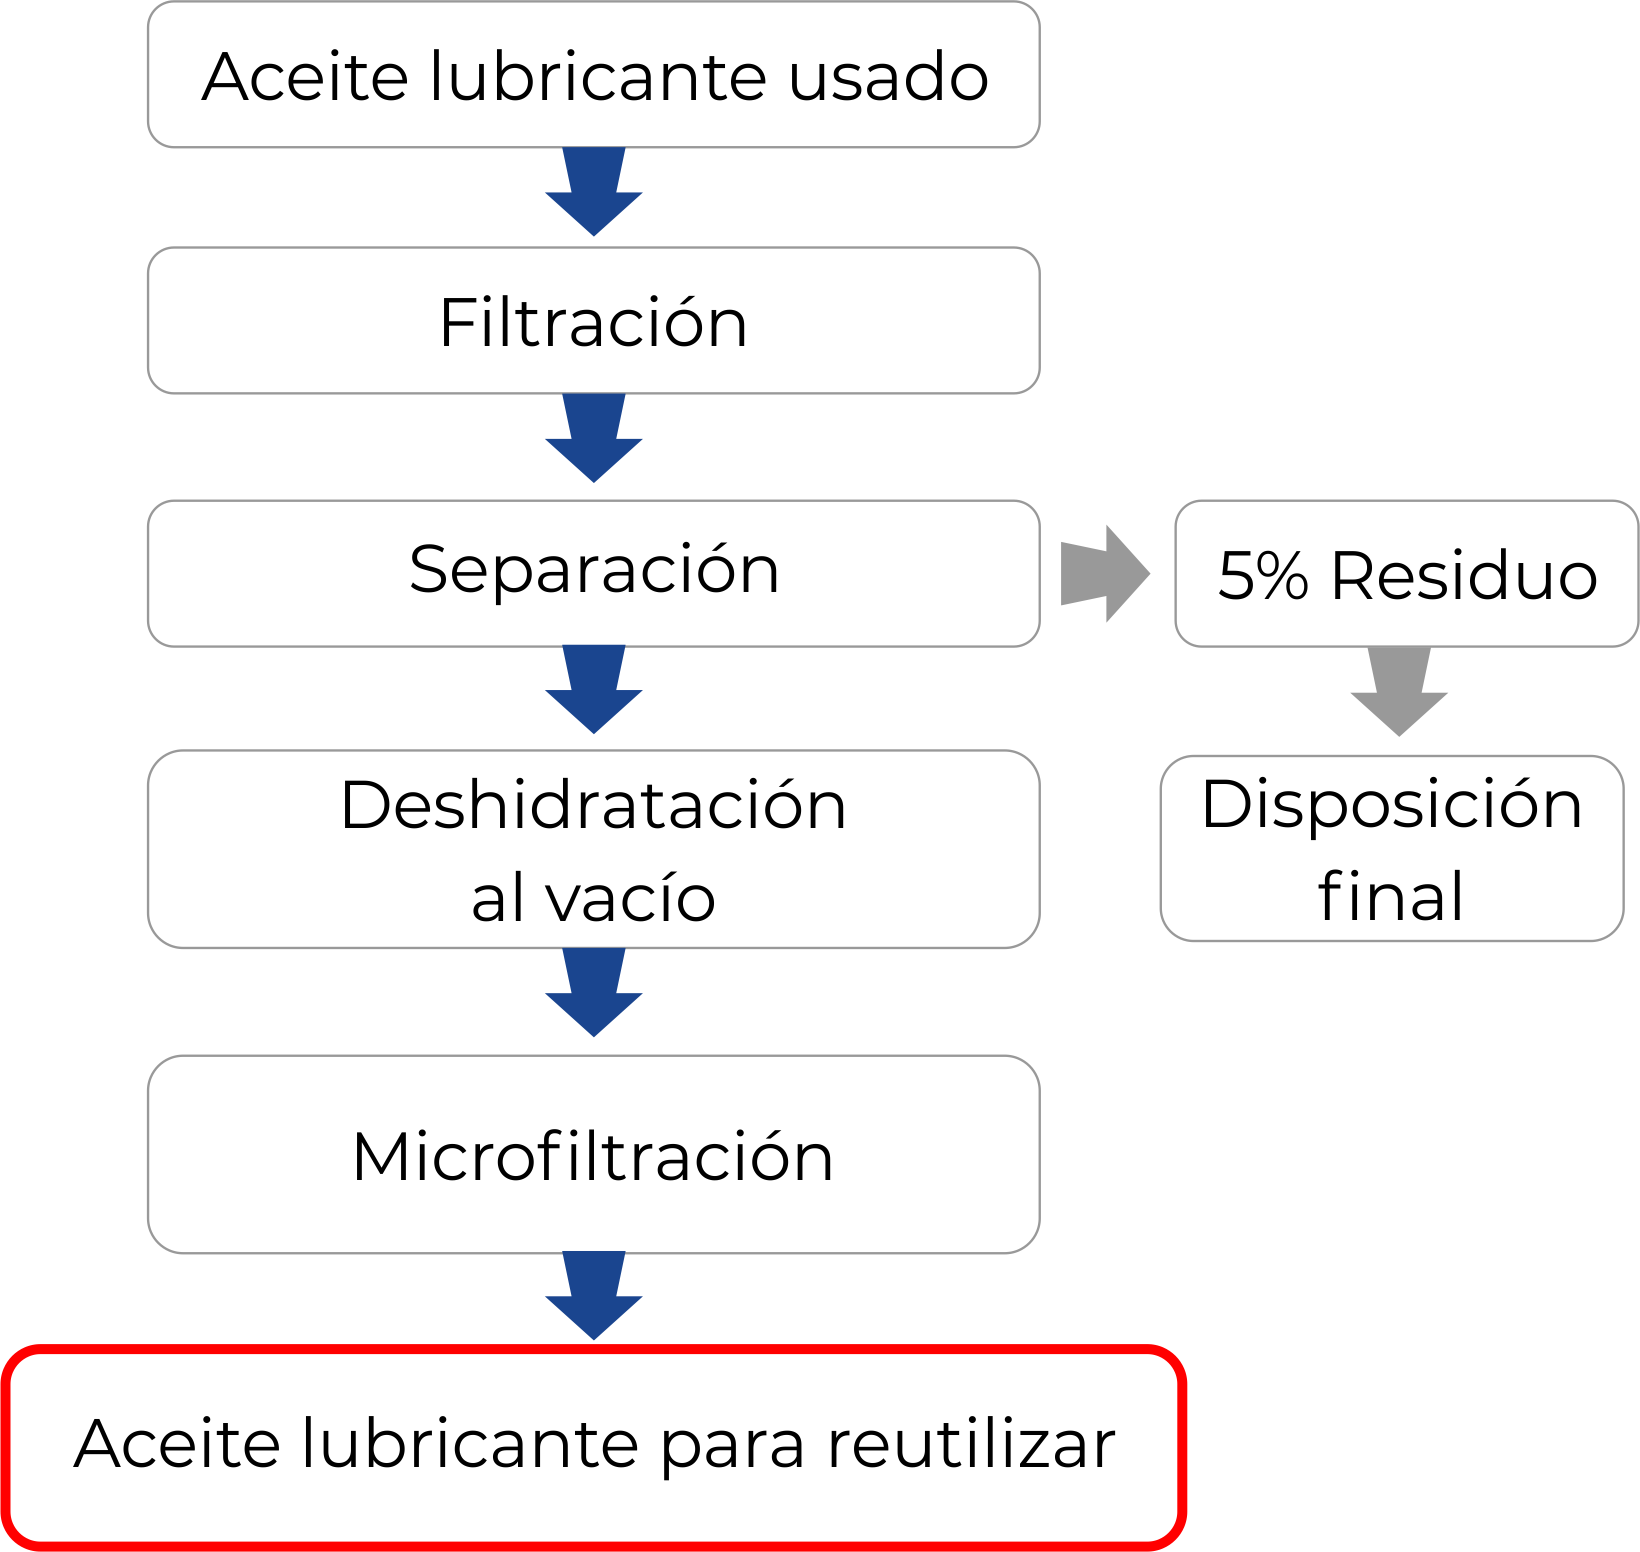 Aceite lubricante usado
Filtración
Separación
5% Residuo
Deshidratación
al vacío
Disposición
final
Microfiltración
Aceite lubricante para reutilizar